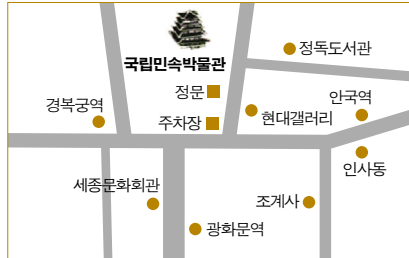 정독도서관
국립민속박물관
정문
경복궁역
안국역
주차장
현대갤러리
인사동
세종문화회관
조계사
광화문역